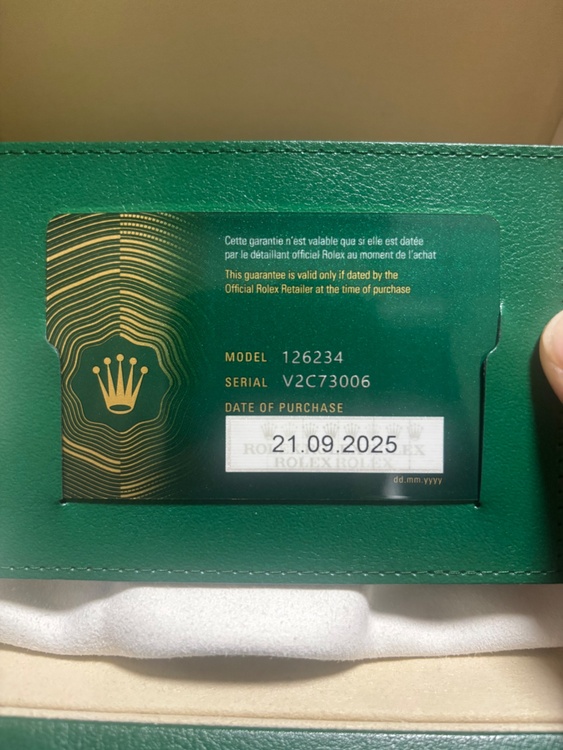 Cette garantie n'est valable que si elle est datée
par le détaillant officiel Rolex au moment de l'achat
This guarantee is valid only if dated by the
Official Rolex Retailer at the time of purchase
MODEL 126234
SERIAL V2C73006
DATE OF PURCHASE
21.09.2025
ROLEX ROLEX
dd.mm.yyyy